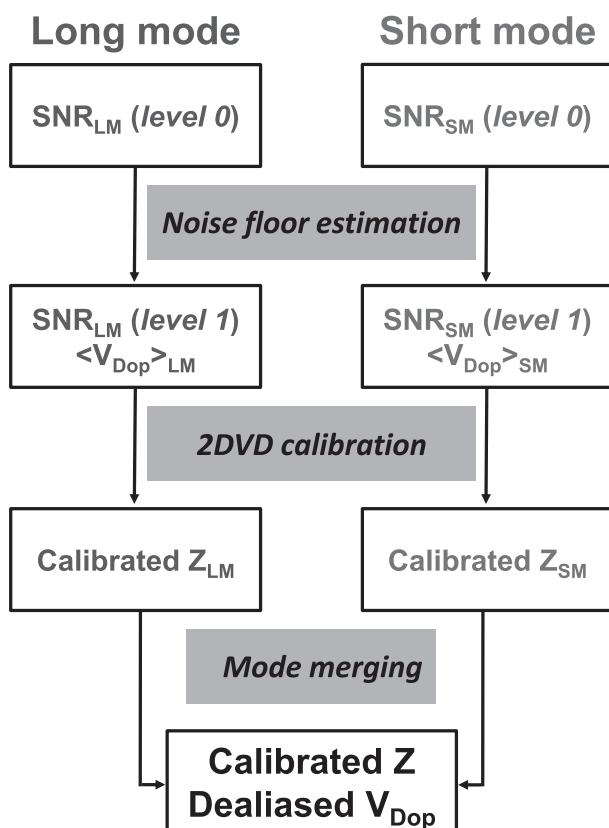 Long mode
Short mode
SNR_LM (level 0)
SNR_SM (level 0)
Noise floor estimation
SNR_LM (level 1)
<V_Dop>_LM
SNR_SM (level 1)
<V_Dop>_SM
2DVD calibration
Calibrated Z_LM
Calibrated Z_SM
Mode merging
Calibrated Z
Dealiased V_Dop